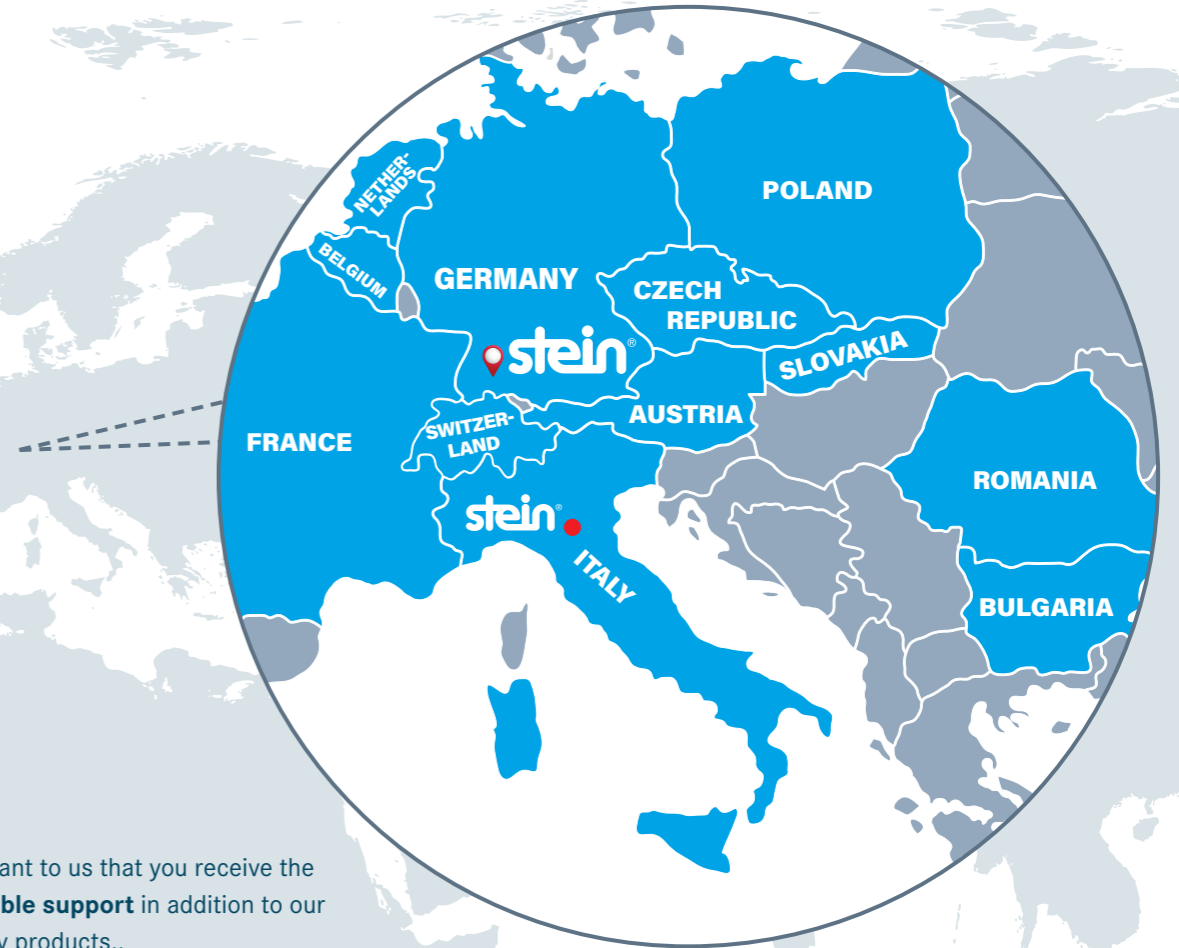 NETHER-
LANDS
BELGIUM
GERMANY
POLAND
CZECH
REPUBLIC
stein®
SLOVAKIA
SWITZER-
LAND
AUSTRIA
FRANCE
ROMANIA
stein®
ITALY
BULGARIA
ant to us that you receive the
ble support in addition to our
y products..